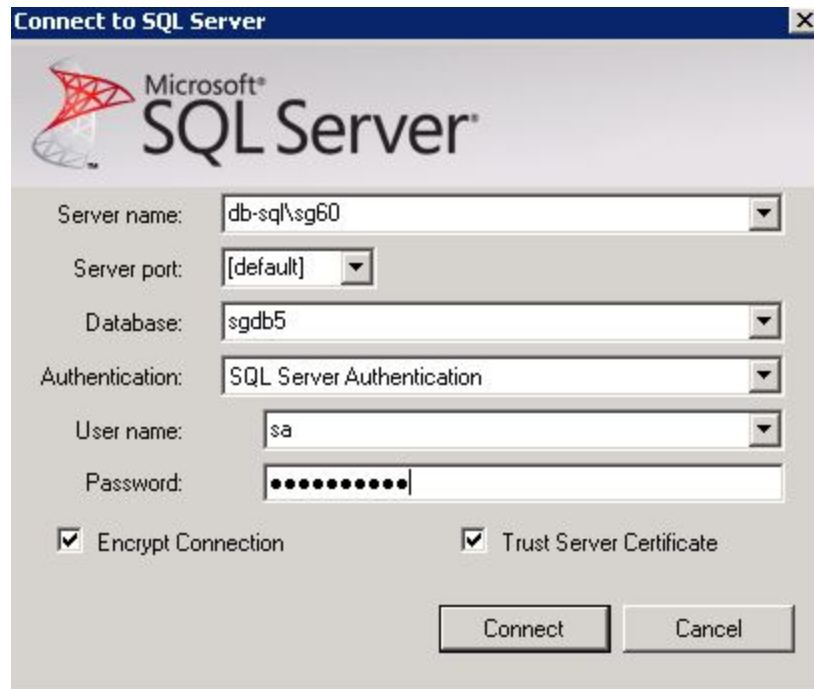 Connect to SQL Server
Microsoft®
SQL Server®
™
Server name: db-sql\sg60
Server port: [default]
Database: sgdb5
Authentication: SQL Server Authentication
User name: sa
Password: ●●●●●●●●●●
Encrypt Connection Trust Server Certificate
Connect Cancel